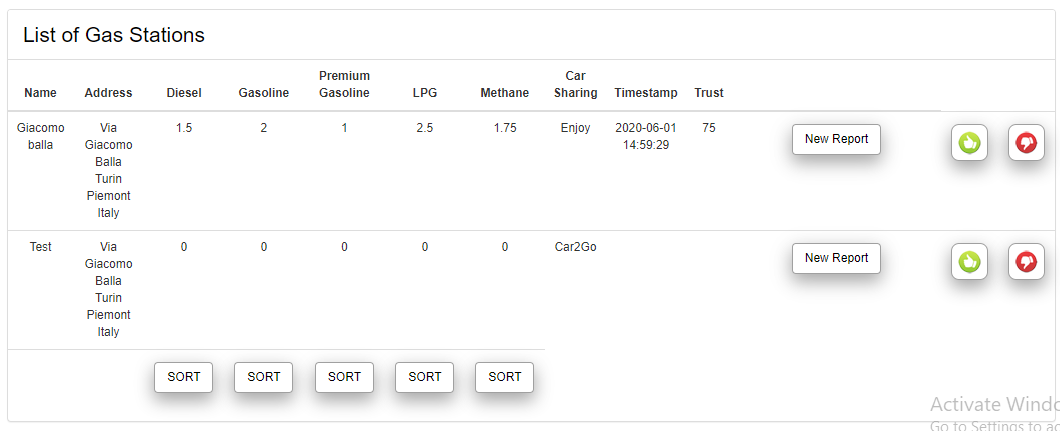 List of Gas Stations
Name Address Diesel Gasoline Premium Gasoline LPG Methane Car Sharing Timestamp Trust
Giacomo balla Via Giacomo Balla Turin Piemont Italy 1.5 2 1 2.5 1.75 Enjoy 2020-06-01 14:59:29 75 New Report
Test Via Giacomo Balla Turin Piemont Italy 0 0 0 0 0 Car2Go New Report
SORT SORT SORT SORT SORT
Activate Windo
Go to Settings to ac